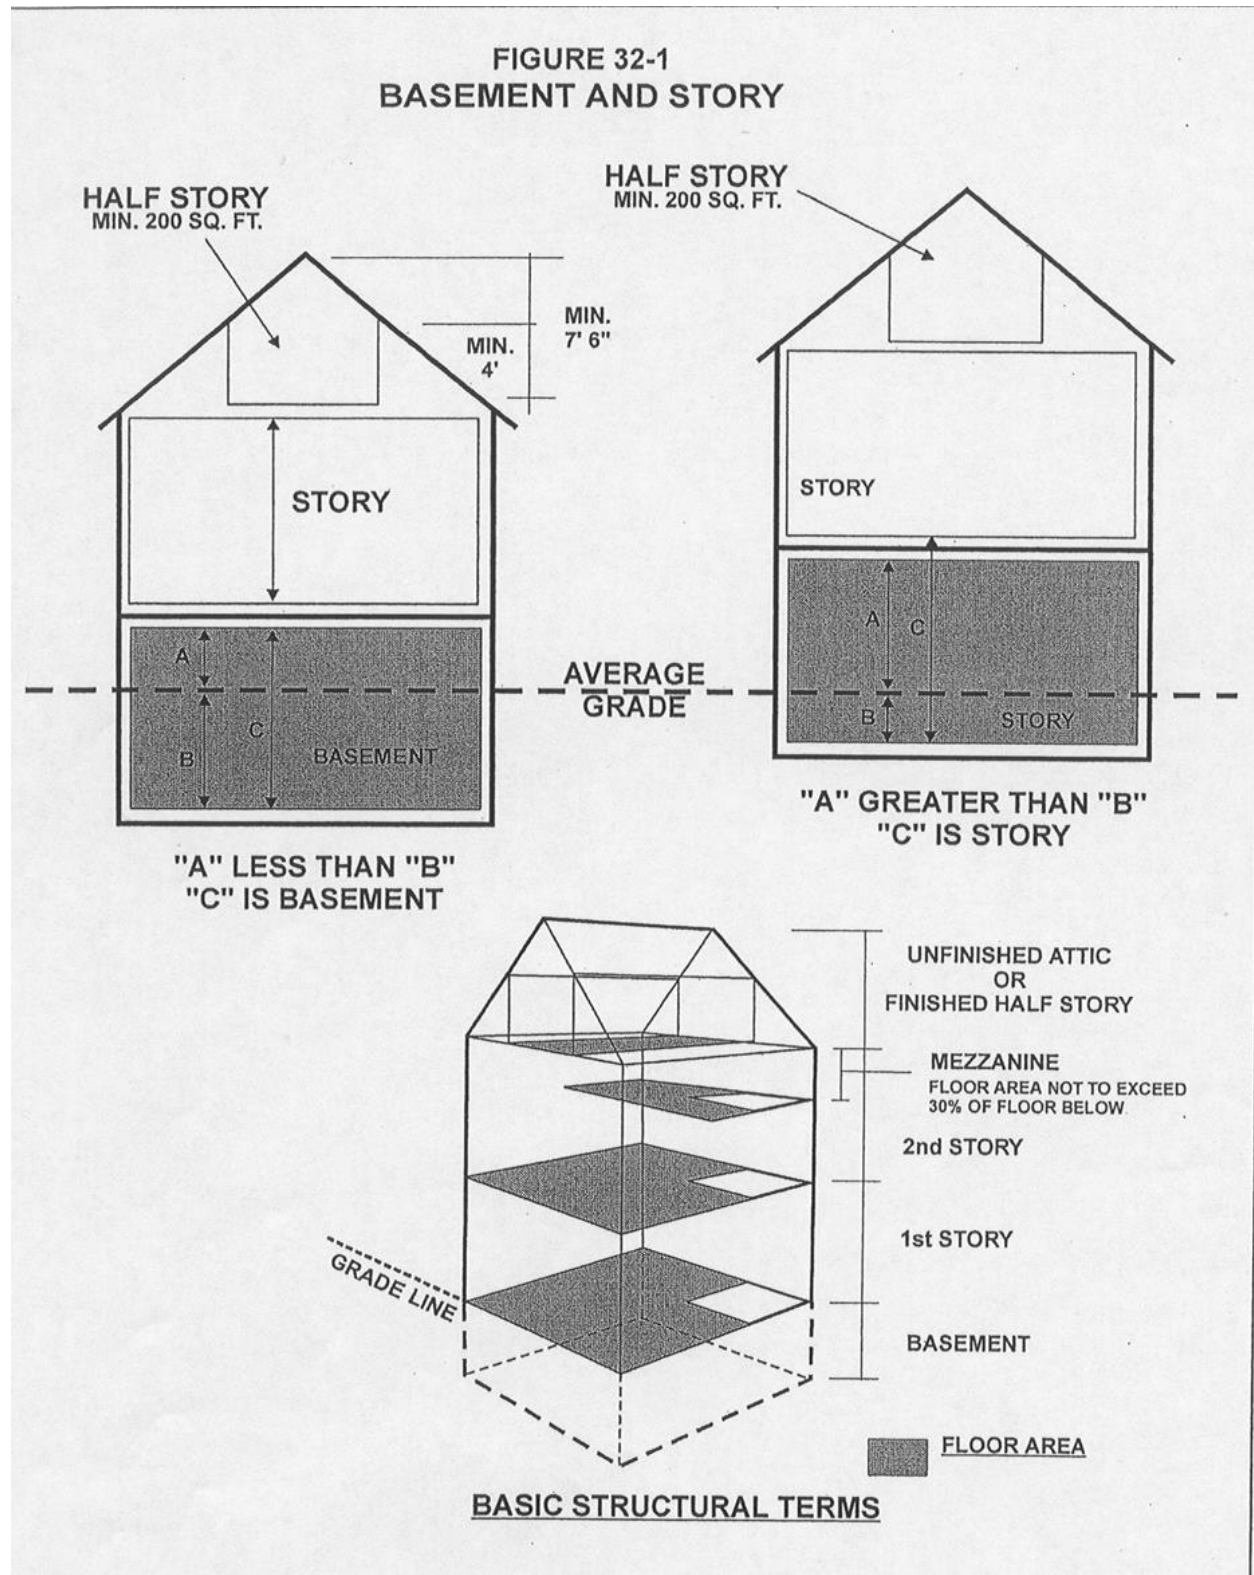 FIGURE 32-1
BASEMENT AND STORY
HALF STORY
MIN. 200 SQ. FT.
MIN.
7' 6"
MIN.
4'
STORY
A
B
C
BASEMENT
"A" LESS THAN "B"
"C" IS BASEMENT
AVERAGE
GRADE
HALF STORY
MIN. 200 SQ. FT.
STORY
A
C
B
STORY
"A" GREATER THAN "B"
"C" IS STORY
UNFINISHED ATTIC
OR
FINISHED HALF STORY
MEZZANINE
FLOOR AREA NOT TO EXCEED
30% OF FLOOR BELOW
2nd STORY
1st STORY
GRADE LINE
BASEMENT
FLOOR AREA
BASIC STRUCTURAL TERMS